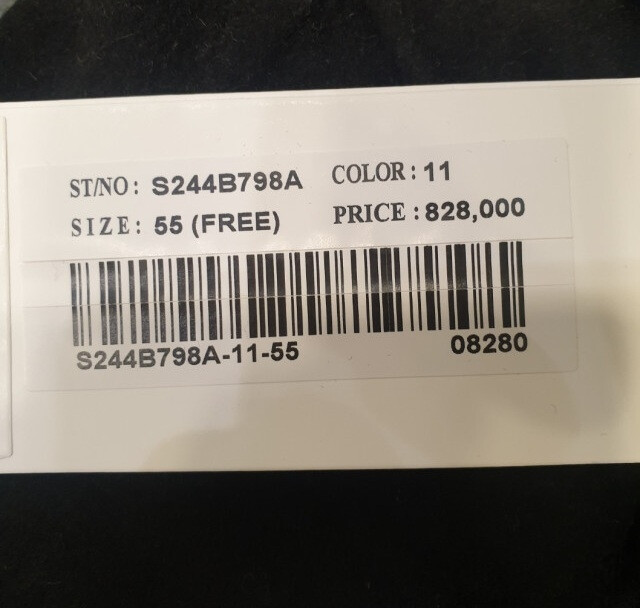 ST/NO: S244B798A COLOR: 11
SIZE: 55 (FREE) PRICE : 828,000
S244B798A-11-55 08280